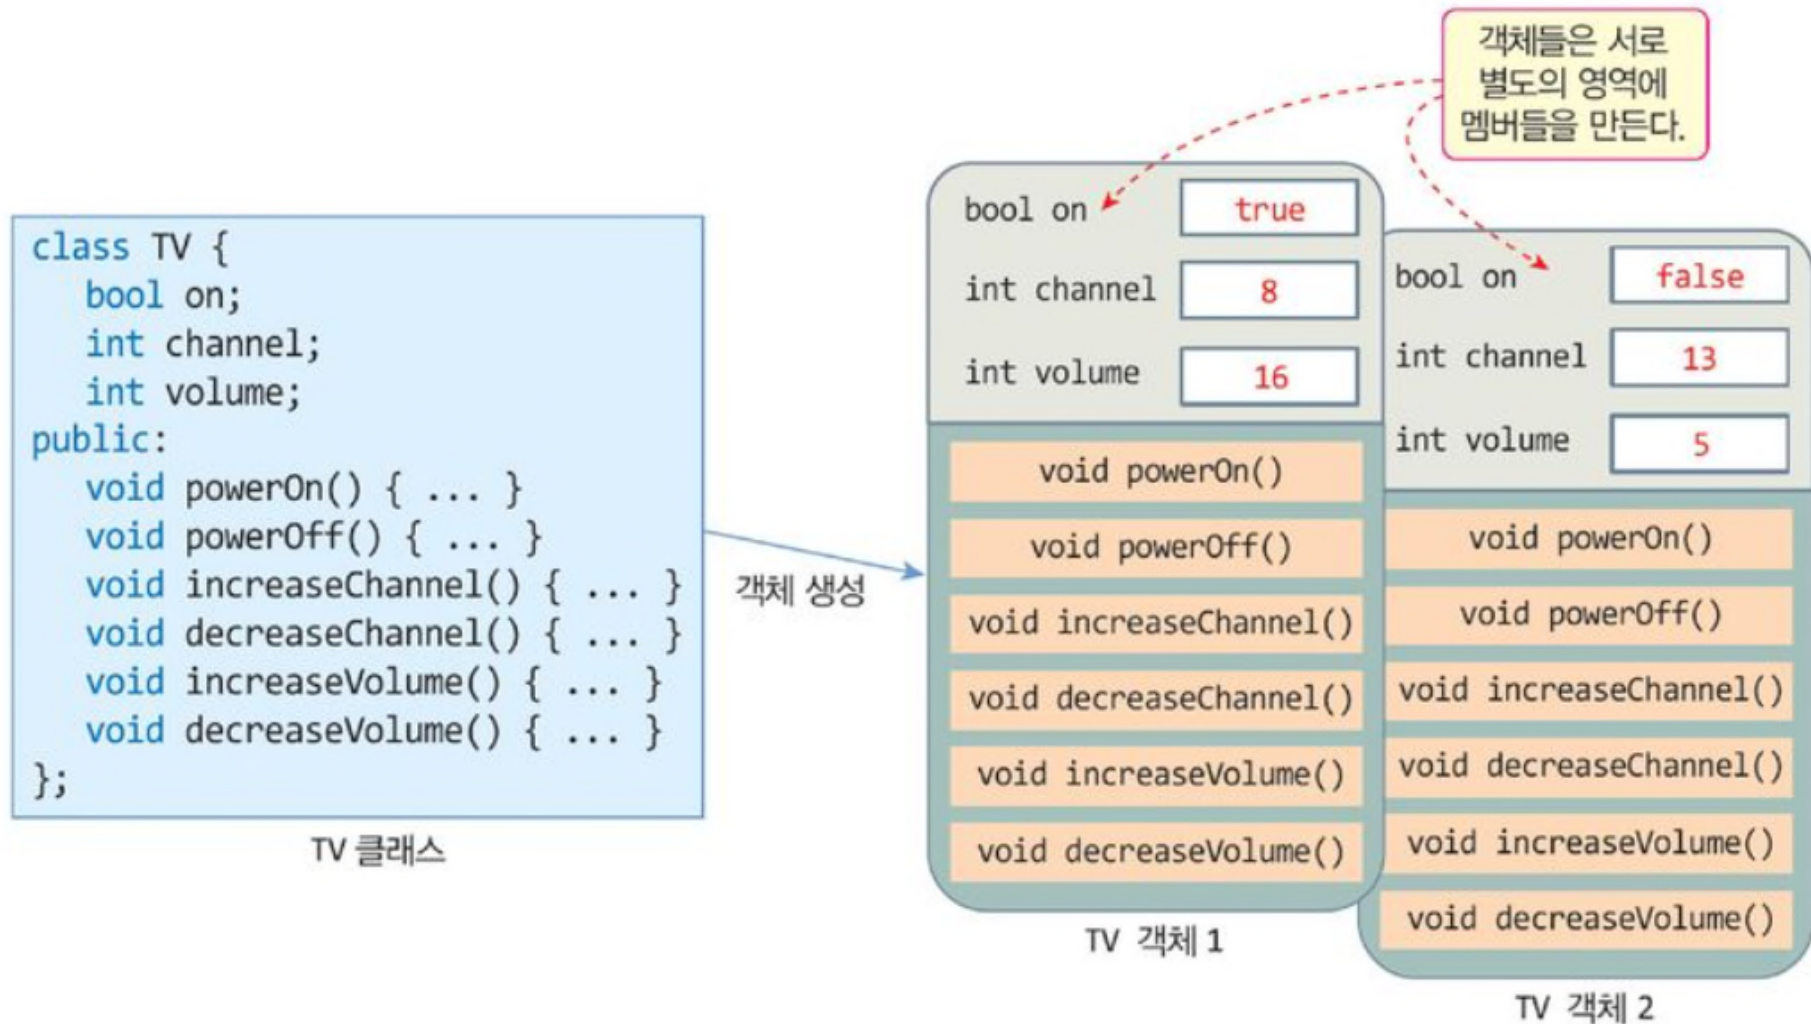 객체들은 서로
별도의 영역에
멤버들을 만든다.
class TV {
bool on;
int channel;
int volume;
public:
void powerOn() { ... }
void powerOff() { ... }
void increaseChannel() { ... }
void decreaseChannel() { ... }
void increaseVolume() { ... }
void decreaseVolume() { ... }
};
TV 클래스
객체 생성
bool on true
int channel 8
int volume 16
void powerOn()
void powerOff()
void increaseChannel()
void decreaseChannel()
void increaseVolume()
void decreaseVolume()
TV 객체 1
bool on false
int channel 13
int volume 5
void powerOn()
void powerOff()
void increaseChannel()
void decreaseChannel()
void increaseVolume()
void decreaseVolume()
TV 객체 2